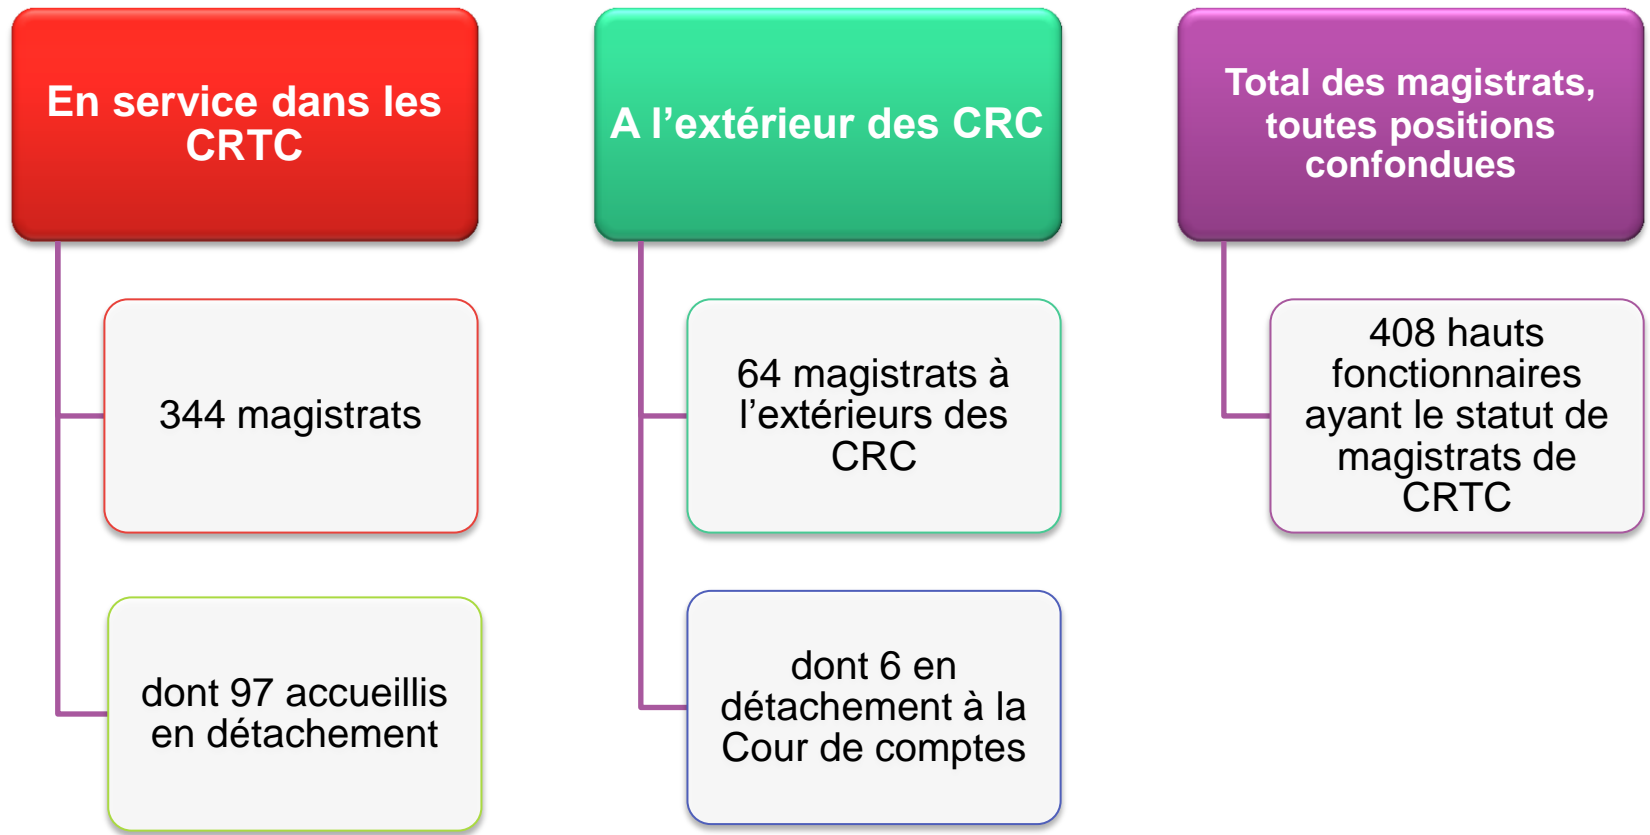 En service dans les
CRTC
344 magistrats
dont 97 accueillis
en détachement
A l’extérieur des CRC
64 magistrats à
l’extérieurs des
CRC
dont 6 en
détachement à la
Cour de comptes
Total des magistrats,
toutes positions
confondues
408 hauts
fonctionnaires
ayant le statut de
magistrats de
CRTC